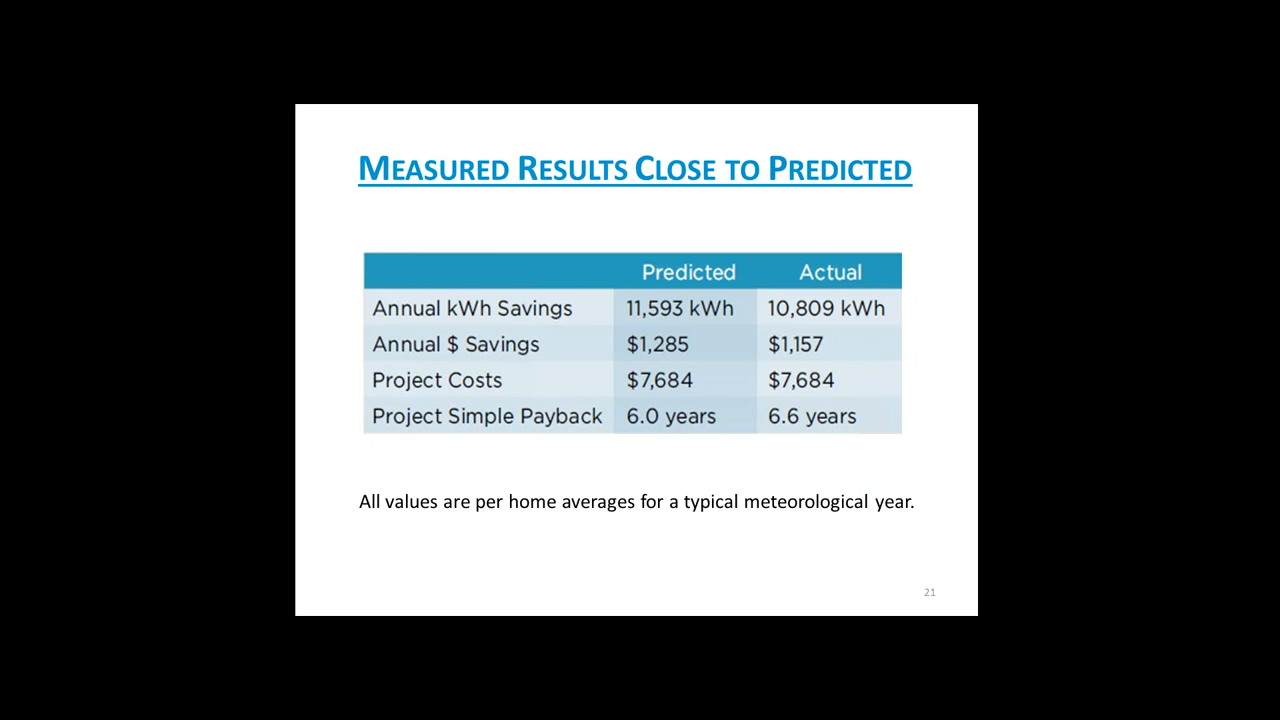 MEASURED RESULTS CLOSE TO PREDICTED
Predicted Actual
Annual kWh Savings 11,593 kWh 10,809 kWh
Annual $ Savings $1,285 $1,157
Project Costs $7,684 $7,684
Project Simple Payback 6.0 years 6.6 years
All values are per home averages for a typical meteorological year.
21